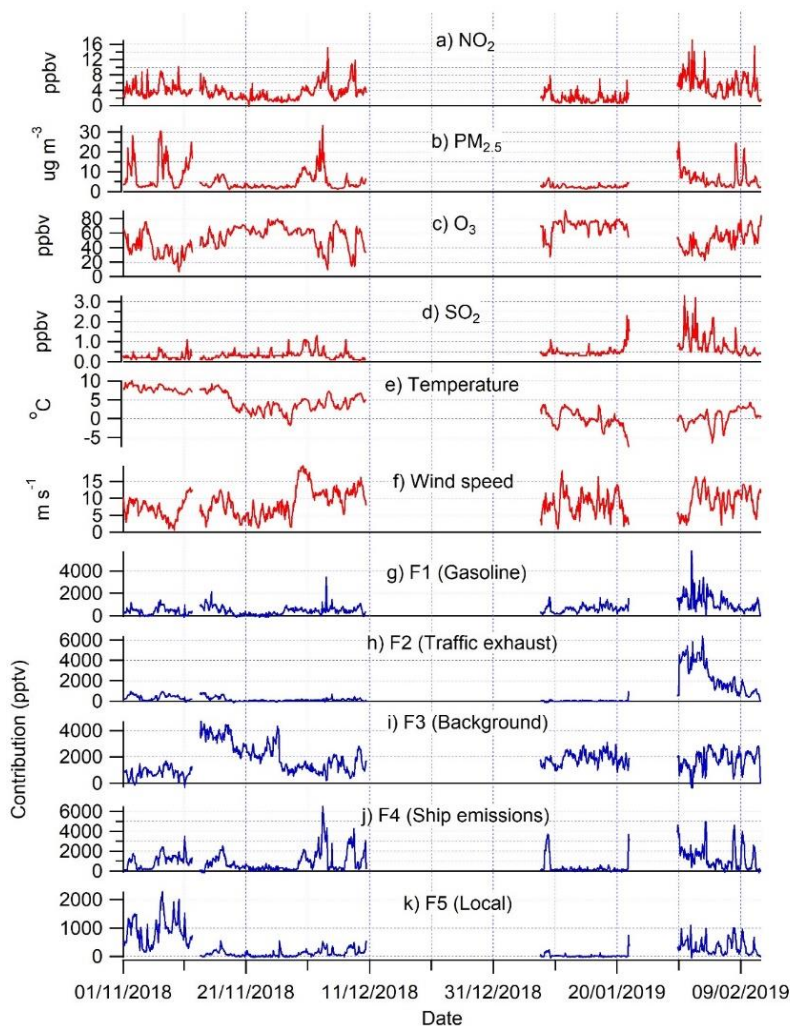 a) NO2
ppbv
16
12
8
4
0
b) PM2.5
ug m-3
30
20
10
0
c) O3
ppbv
80
60
40
20
0
d) SO2
ppbv
3.0
2.0
1.0
0.0
e) Temperature
oC
10
5
0
-5
f) Wind speed
m s-1
15
10
5
0
Contribution (pptv)
g) F1 (Gasoline)
4000
2000
0
h) F2 (Traffic exhaust)
6000
4000
2000
0
i) F3 (Background)
4000
2000
0
j) F4 (Ship emissions)
6000
4000
2000
0
k) F5 (Local)
2000
1000
0
01/11/2018 21/11/2018 11/12/2018 31/12/2018 20/01/2019 09/02/2019
Date